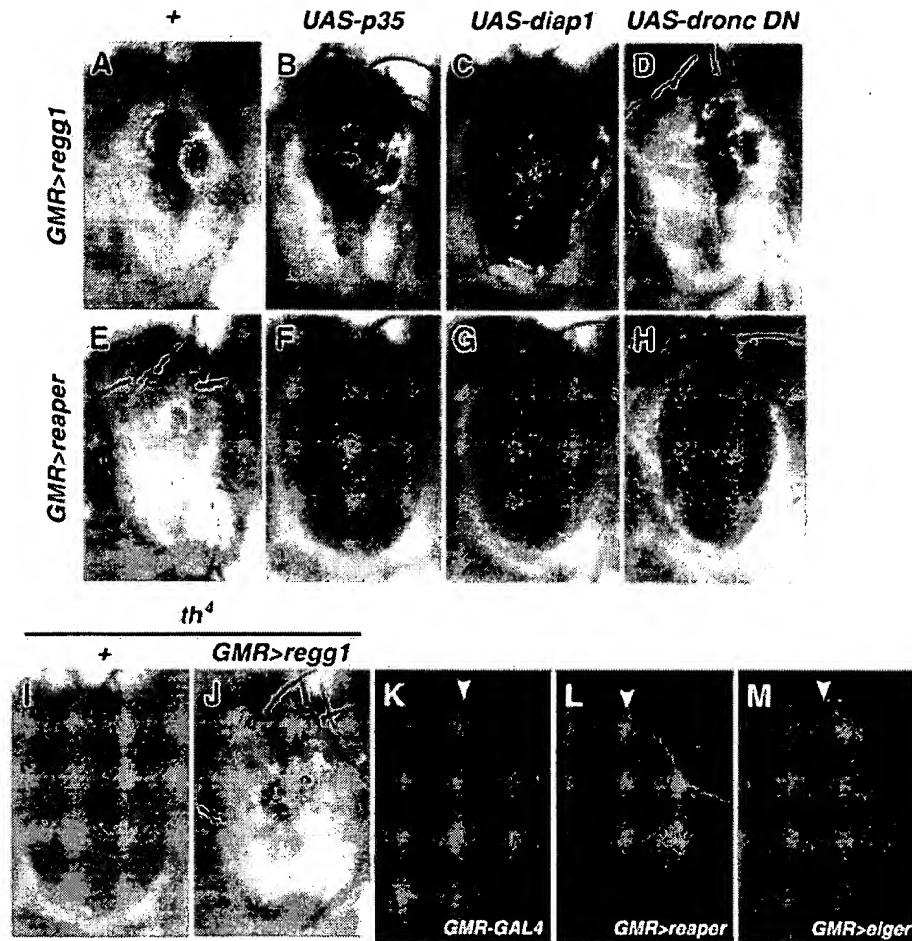 + UAS-p35 UAS-diap1 UAS-dronc DN
GMR>regg1
A B C D
GMR>reaper
E F G H
th⁴
+ GMR>regg1
I J K L M
GMR-GAL4 GMR>reaper GMR>eiger